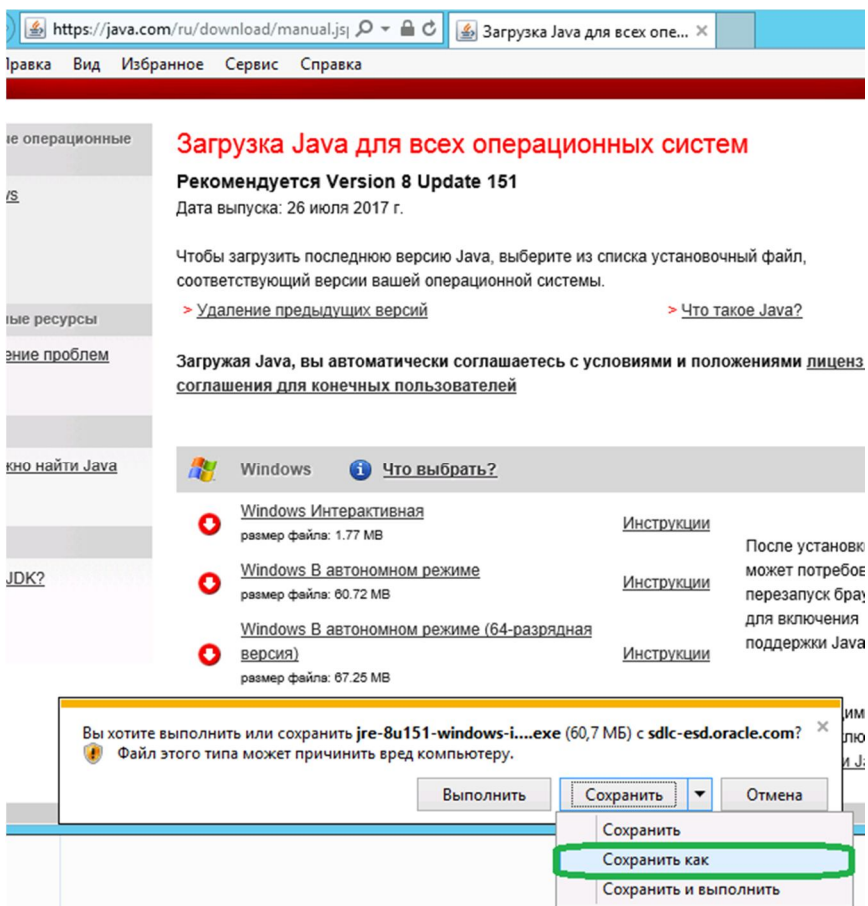 https://java.com/ru/download/manual.js
Загрузка Java для всех опе...
Правка Вид Избранное Сервис Справка
ые операционные
Загрузка Java для всех операционных систем
Рекомендуется Version 8 Update 151
Дата выпуска: 26 июля 2017 г.
Чтобы загрузить последнюю версию Java, выберите из списка установочный файл,
соответствующий версии вашей операционной системы.
ные ресурсы
> Удаление предыдущих версий > Что такое Java?
ение проблем
Загружая Java, вы автоматически соглашаетесь с условиями и положениями лиценз
соглашения для конечных пользователей
жно найти Java
Windows Что выбрать?
Windows Интерактивная
размер файла: 1.77 MB
Инструкции
JDK?
Windows В автономном режиме
размер файла: 60.72 MB
Инструкции
Windows В автономном режиме (64-разрядная
версия)
размер файла: 67.25 MB
Инструкции
После установк
может потребов
перезапуск брау
для включения
поддержки Java
Вы хотите выполнить или сохранить jre-8u151-windows-i....exe (60,7 МБ) с sdlc-esd.oracle.com?
Файл этого типа может причинить вред компьютеру.
Выполнить Сохранить Отмена
Сохранить
Сохранить как
Сохранить и выполнить